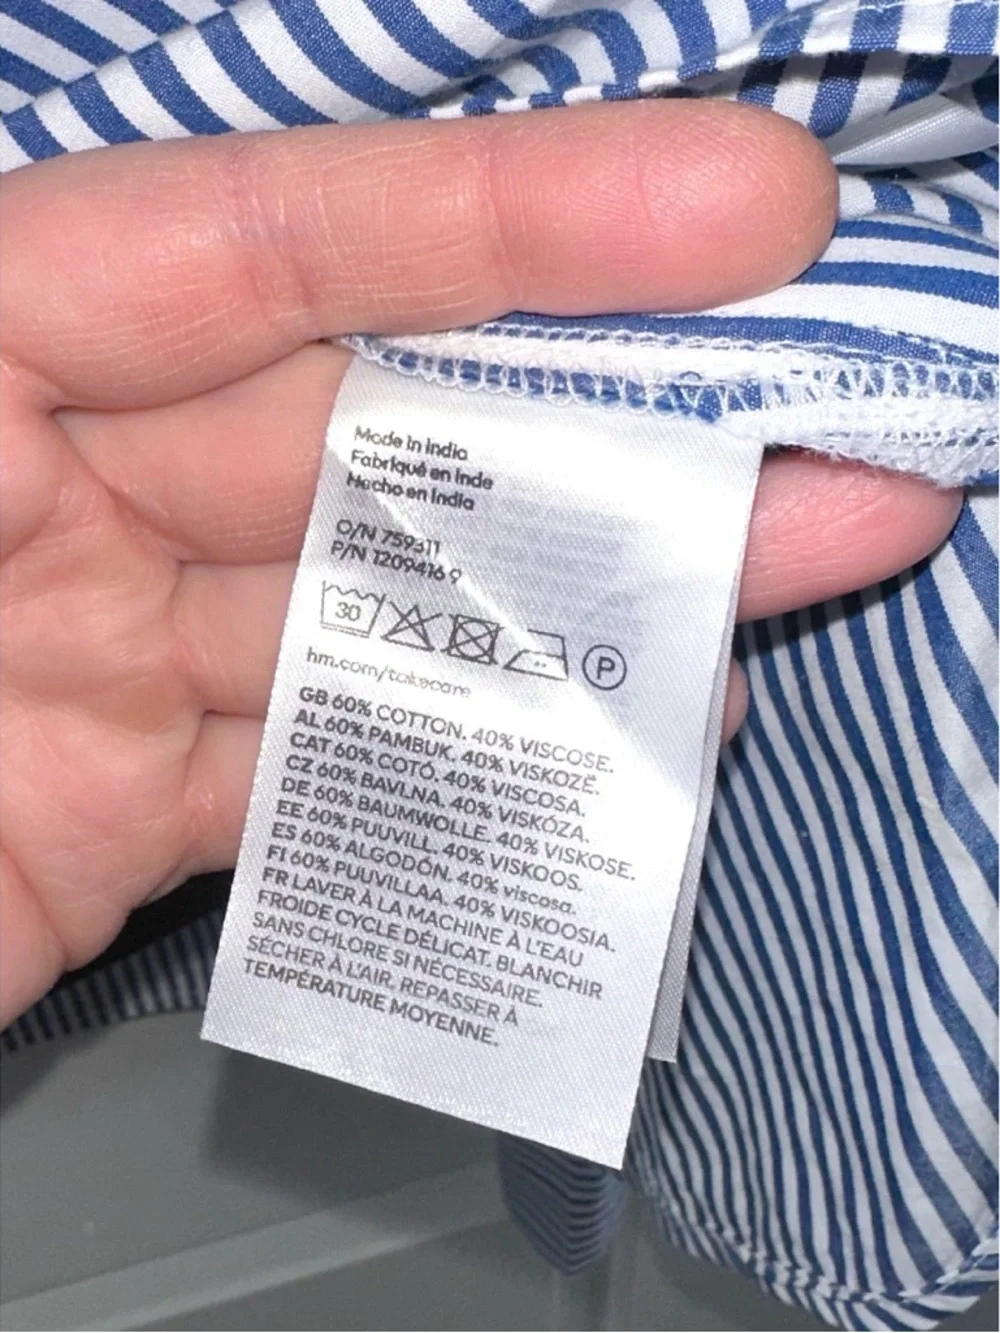 Made in India
Fabriqué en Inde
Hecho en India
O/N 759311
P/N 1209416 9
30
P
hm.com/takecare
GB 60% COTTON. 40% VISCOSE.
AL 60% PAMBUK. 40% VISKOZË.
CAT 60% COTÓ. 40% VISCOSA.
CZ 60% BAVLNA. 40% VISKÓZA.
DE 60% BAUMWOLLE. 40% VISKOSE.
EE 60% PUUVILL. 40% VISKOOS.
ES 60% ALGODÓN. 40% viscosa.
FI 60% PUUVILLAA. 40% VISKOOSIA.
FR LAVER À LA MACHINE À L'EAU
FROIDE CYCLE DÉLICAT. BLANCHIR
SANS CHLORE SI NÉCESSAIRE.
SÉCHER À L'AIR. REPASSER À
TEMPÉRATURE MOYENNE.